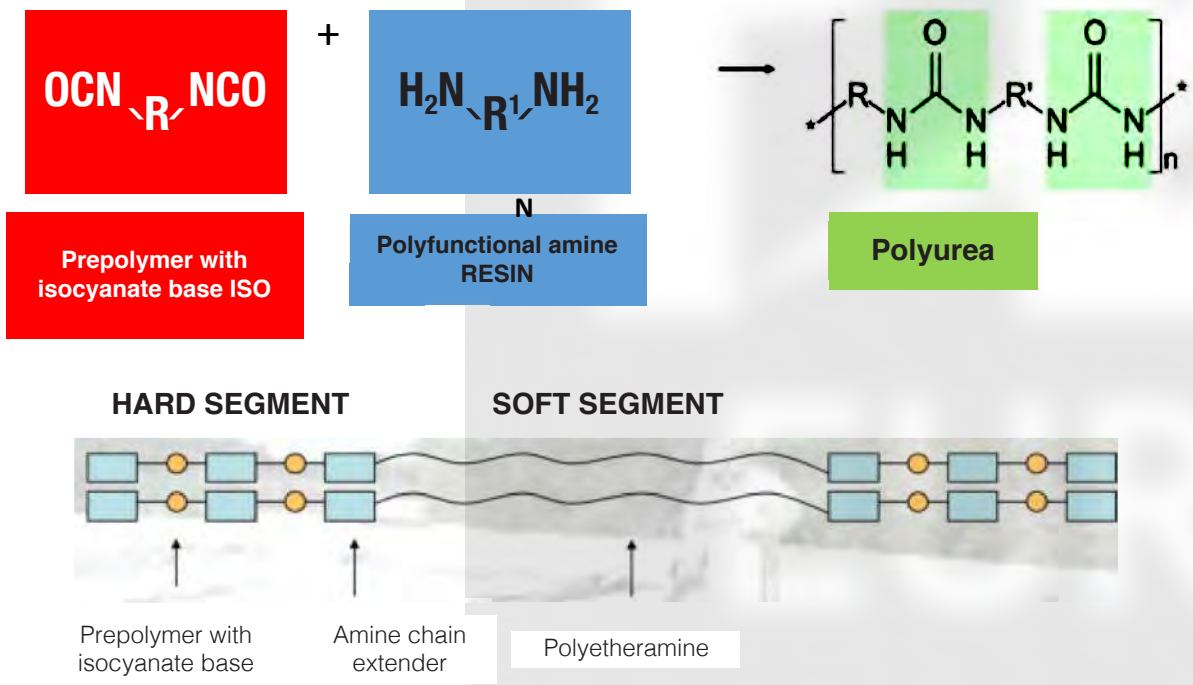 OCN R NCO
+
H₂N R¹ NH₂
Prepolymer with
isocyanate base ISO
N
Polyfunctional amine
RESIN
O O
* R N N R' N N * n
H H H H
Polyurea
HARD SEGMENT
SOFT SEGMENT
Prepolymer with
isocyanate base
Amine chain
extender
Polyetheramine